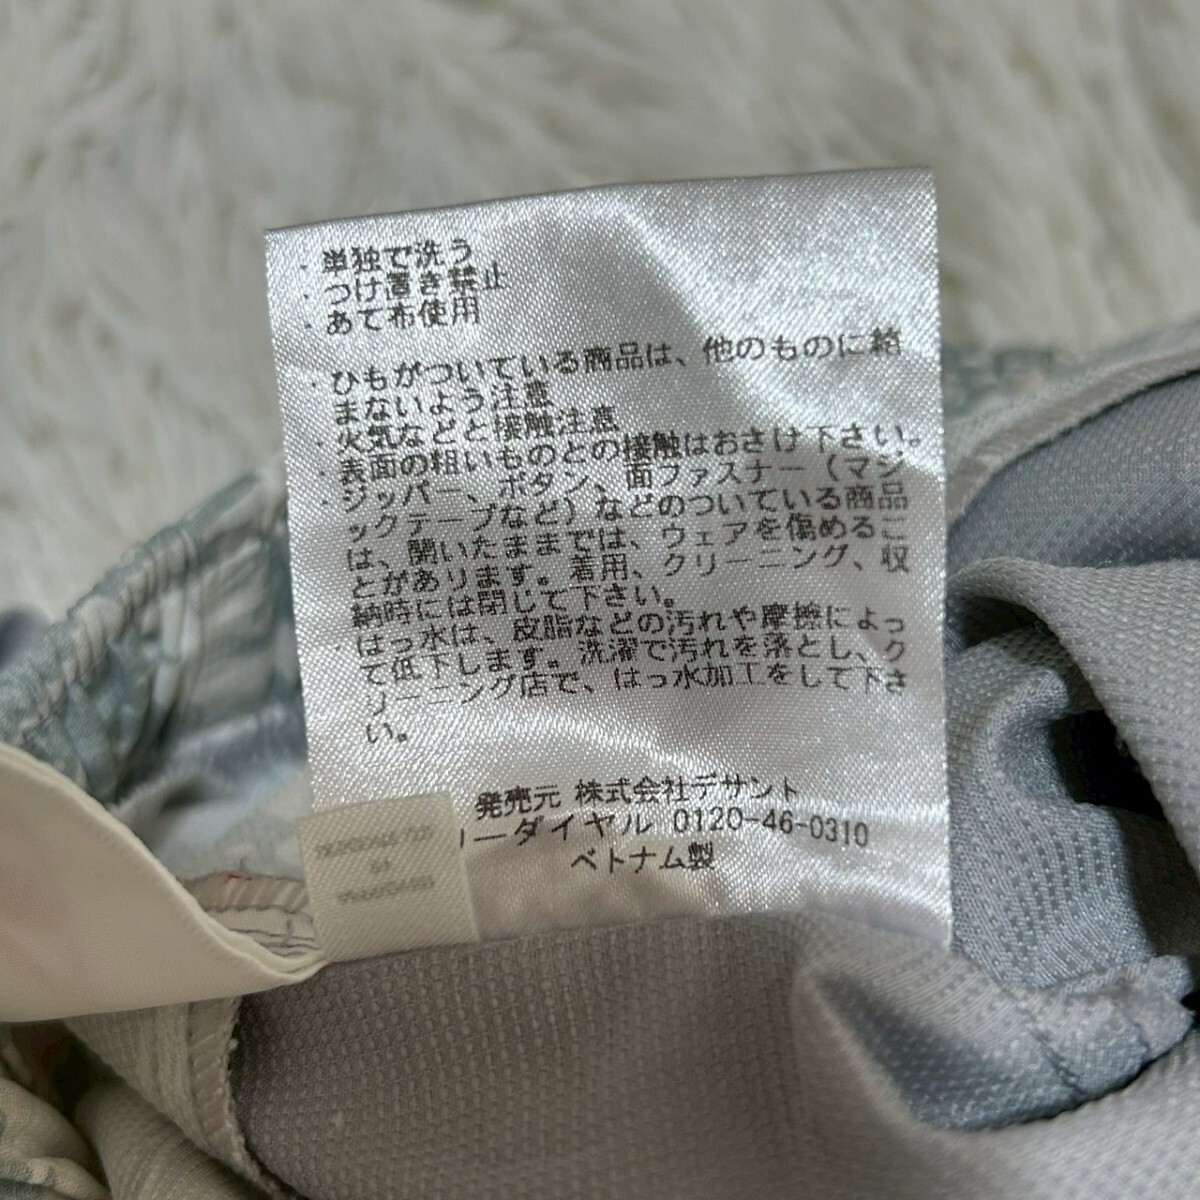 ・単独で洗う
・つけ置き禁止
・あて布使用
・ひもがついている商品は、他のものに絡
まないよう注意
・火気などと接触注意
・表面の粗いものとの接触はおさけ下さい。
・ジッパー、ボタン、面ファスナー（マジ
ックテープなど）などのついている商品
は、開いたままでは、ウェアを傷めるこ
とがあります。着用、クリーニング、収
納時には閉じて下さい。
・はっ水は、皮脂などの汚れや摩擦によっ
て低下します。洗濯で汚れを落とし、ク
リーニング店で、はっ水加工をして下さ
い。
発売元 株式会社デサント
リーダイヤル 0120-46-0310
ベトナム製